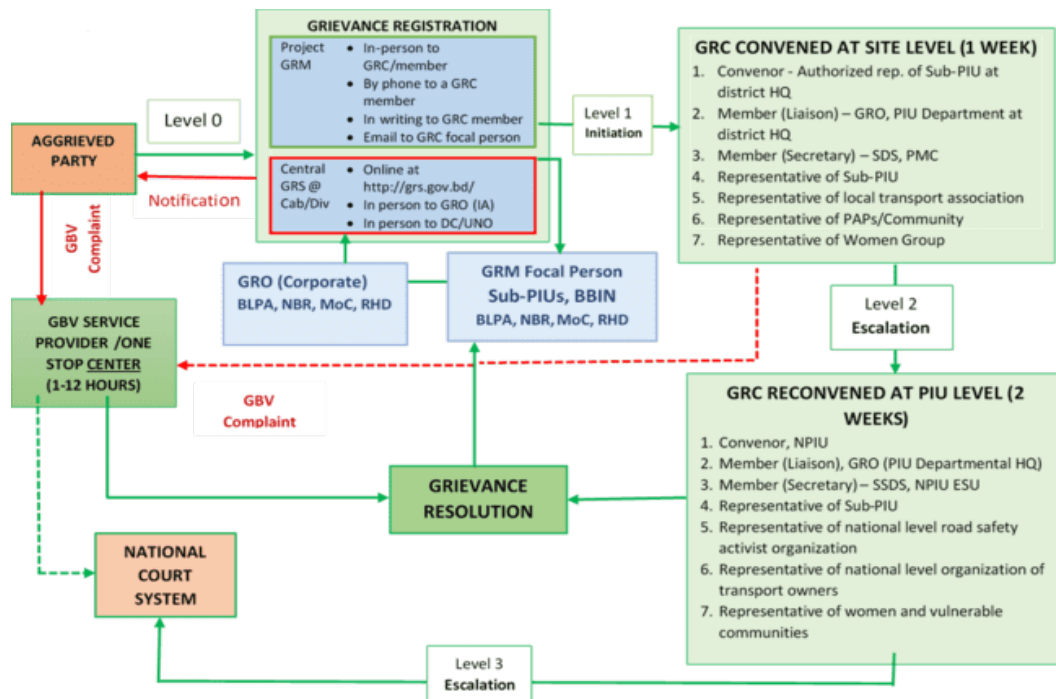 GRIEVANCE REGISTRATION
Project
GRM
• In-person to
GRC/member
• By phone to a GRC
member
• In writing to GRC member
• Email to GRC focal person
Central
GRS @
Cab/Div
• Online at
http://grs.gov.bd/
• In person to GRO (IA)
• In person to DC/UNO
AGGRIEVED
PARTY
Level 0
Notification
GBV
Complaint
Level 1
Initiation
GRC CONVENED AT SITE LEVEL (1 WEEK)
1. Convenor - Authorized rep. of Sub-PIU at
district HQ
2. Member (Liaison) – GRO, PIU Department at
district HQ
3. Member (Secretary) – SDS, PMC
4. Representative of Sub-PIU
5. Representative of local transport association
6. Representative of PAPs/Community
7. Representative of Women Group
GRO (Corporate)
BLPA, NBR, MoC, RHD
GRM Focal Person
Sub-PIUs, BBIN
BLPA, NBR, MoC, RHD
GBV SERVICE
PROVIDER /ONE
STOP CENTER
(1-12 HOURS)
GBV
Complaint
Level 2
Escalation
GRC RECONVENED AT PIU LEVEL (2
WEEKS)
1. Convenor, NPIU
2. Member (Liaison), GRO (PIU Departmental HQ)
3. Member (Secretary) – SSDS, NPIU ESU
4. Representative of Sub-PIU
5. Representative of national level road safety
activist organization
6. Representative of national level organization of
transport owners
7. Representative of women and vulnerable
communities
GRIEVANCE
RESOLUTION
NATIONAL
COURT
SYSTEM
Level 3
Escalation